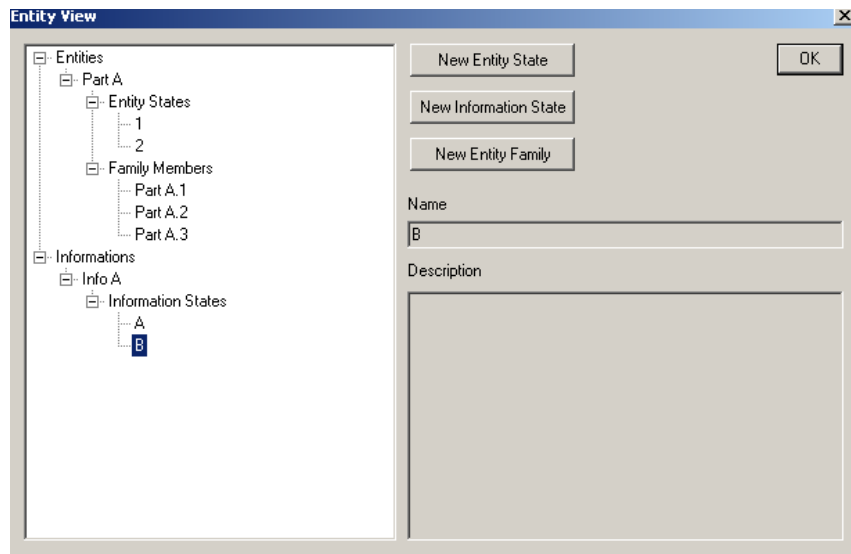 Entity View
Entities
Part A
Entity States
1
2
Family Members
Part A.1
Part A.2
Part A.3
Informations
Info A
Information States
A
B
New Entity State
OK
New Information State
New Entity Family
Name
B
Description